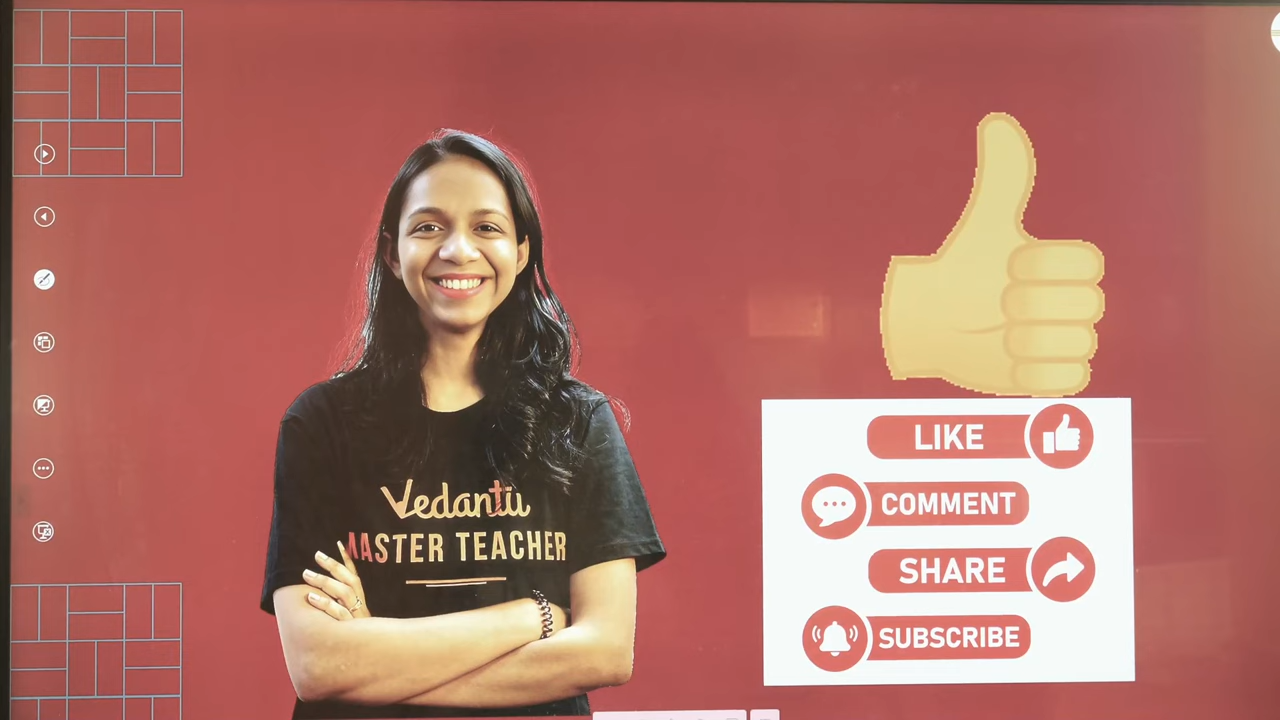 Vedantu
MASTER TEACHER
LIKE
COMMENT
SHARE
SUBSCRIBE